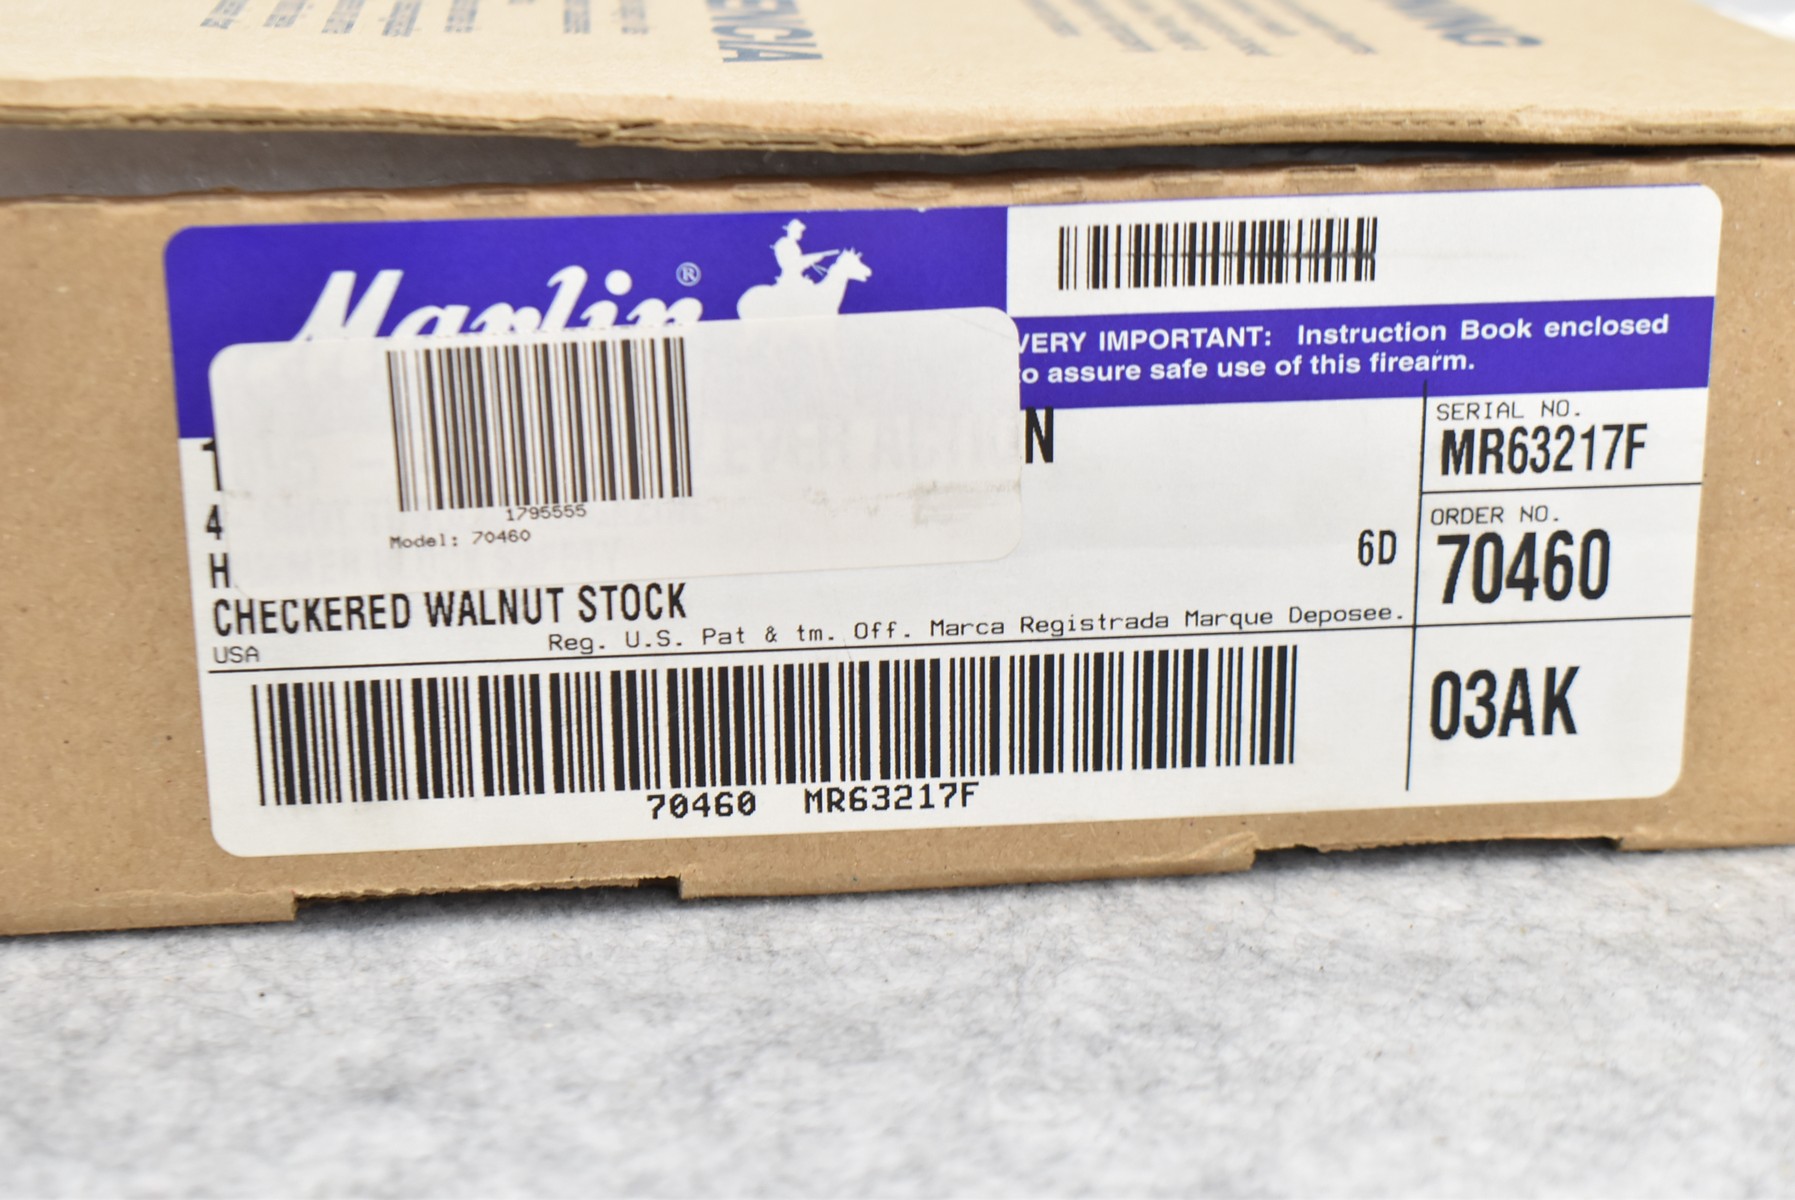 Marlin®
VERY IMPORTANT: Instruction Book enclosed
to assure safe use of this firearm.
N
1795555
Model: 70460
4
H
CHECKERED WALNUT STOCK
USA
Reg. U.S. Pat & tm. Off. Marca Registrada Marque Deposee.
6D
SERIAL NO.
MR63217F
ORDER NO.
70460
03AK
70460 MR63217F